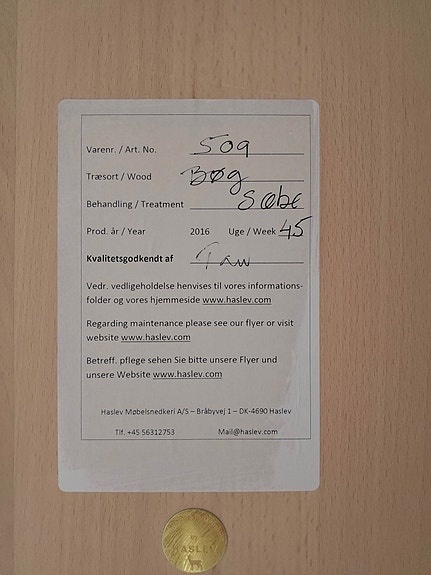 Varenr. / Art. No. 509
Træsort / Wood Bøg
Behandling / Treatment Sæbe
Prod. år / Year 2016 Uge / Week 45
Kvalitetsgodkendt af
Vedr. vedligeholdelse henvises til vores informations-
folder og vores hjemmeside www.haslev.com
Regarding maintenance please see our flyer or visit
website www.haslev.com
Betreff. pflege sehen Sie bitte unsere Flyer und
unsere Website www.haslev.com
Haslev Møbelsnedkeri A/S – Bråbyvej 1 – DK-4690 Haslev
Tlf. +45 56312753 Mail@haslev.com
HASLEV